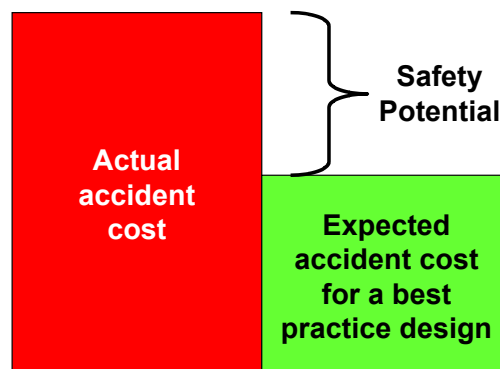 Safety
Potential
Actual
accident
cost
Expected
accident cost
for a best
practice design